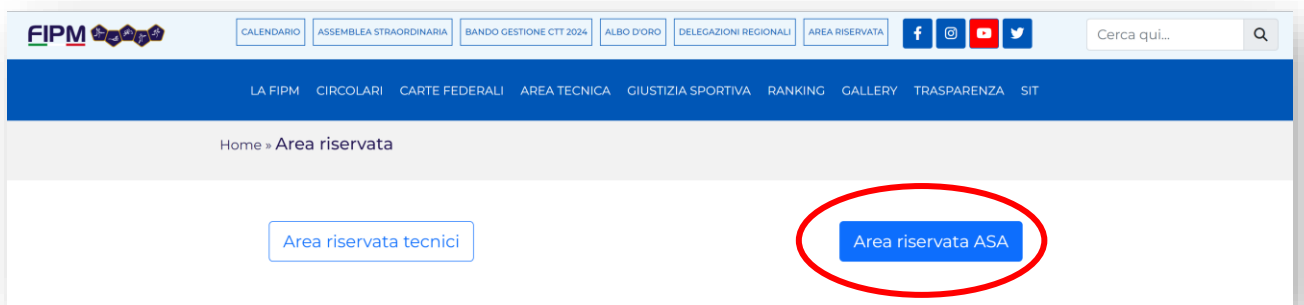 FIPM CALENDARIO ASSEMBLEA STRAORDINARIA BANDO GESTIONE CTT 2024 ALBO D'ORO DELEGAZIONI REGIONALI AREA RISERVATA Cerca qui...
LA FIPM CIRCOLARI CARTE FEDERALI AREA TECNICA GIUSTIZIA SPORTIVA RANKING GALLERY TRASPARENZA SIT
Home » Area riservata
Area riservata tecnici Area riservata ASA